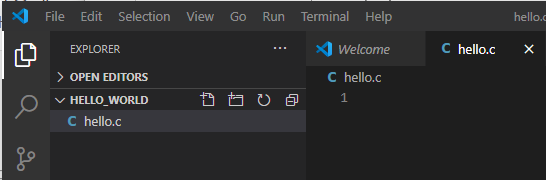 File Edit Selection View Go Run Terminal Help hello.c
EXPLORER
Welcome
hello.c
OPEN EDITORS
hello.c
HELLO_WORLD
1
C hello.c